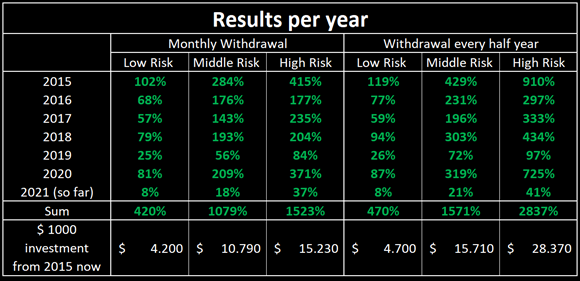 Results per year
Monthly Withdrawal Withdrawal every half year
Low Risk Middle Risk High Risk Low Risk Middle Risk High Risk
2015 102% 284% 415% 119% 429% 910%
2016 68% 176% 177% 77% 231% 297%
2017 57% 143% 235% 59% 196% 333%
2018 79% 193% 204% 94% 303% 434%
2019 25% 56% 84% 26% 72% 97%
2020 81% 209% 371% 87% 319% 725%
2021 (so far) 8% 18% 37% 8% 21% 41%
Sum 420% 1079% 1523% 470% 1571% 2837%
$ 1000
investment $ 4.200 $ 10.790 $ 15.230 $ 4.700 $ 15.710 $ 28.370
from 2015 now